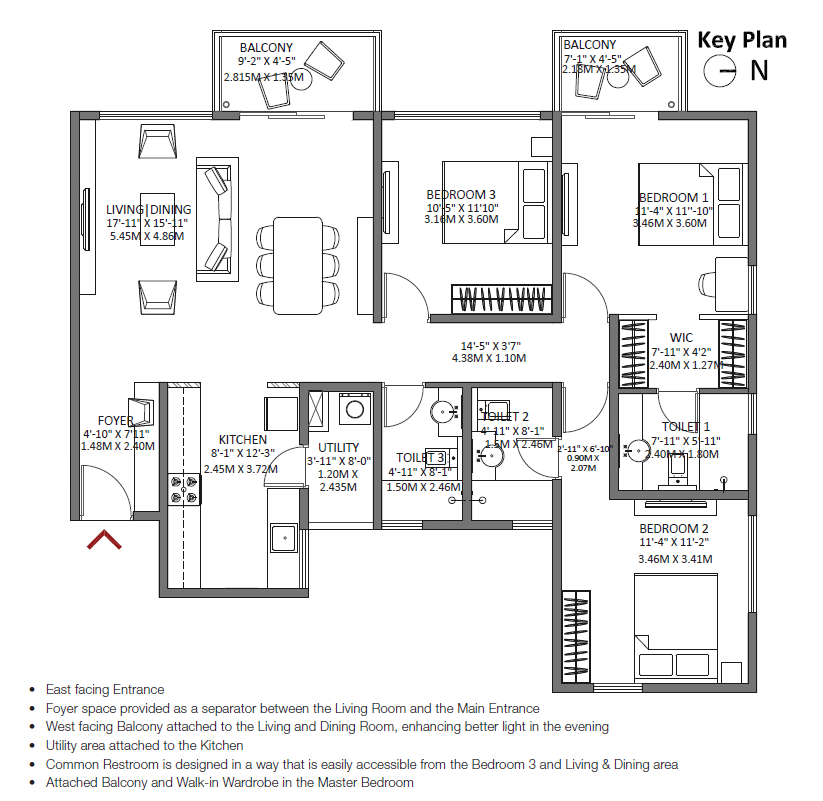 BALCONY
9'-2" X 4'-5"
2.815M X 1.35M
BALCONY
7'-1" X 4'-5"
2.18M X 1.35M
Key Plan
N
LIVING|DINING
17'-11" X 15'-11"
5.45M X 4.86M
BEDROOM 3
10'-5" X 11'10"
3.16M X 3.60M
BEDROOM 1
11'-4" X 11"-10"
3.46M X 3.60M
14'-5" X 3'7"
4.38M X 1.10M
WIC
7'-11" X 4'2"
2.40M X 1.27M
FOYER
4'-10" X 7'11"
1.48M X 2.40M
KITCHEN
8'-1" X 12'-3"
2.45M X 3.72M
UTILITY
3'-11" X 8'-0"
1.20M X
2.435M
TOILET 3
4'-11" X 8'-1"
1.50M X 2.46M
TOILET 2
4'-11" X 8'-1"
1.5M X 2.46M
2'-11" X 6'-10"
0.90M X
2.07M
TOILET 1
7'-11" X 5'-11"
2.40M X 1.80M
BEDROOM 2
11'-4" X 11'-2"
3.46M X 3.41M
• East facing Entrance
• Foyer space provided as a separator between the Living Room and the Main Entrance
• West facing Balcony attached to the Living and Dining Room, enhancing better light in the evening
• Utility area attached to the Kitchen
• Common Restroom is designed in a way that is easily accessible from the Bedroom 3 and Living & Dining area
• Attached Balcony and Walk-in Wardrobe in the Master Bedroom